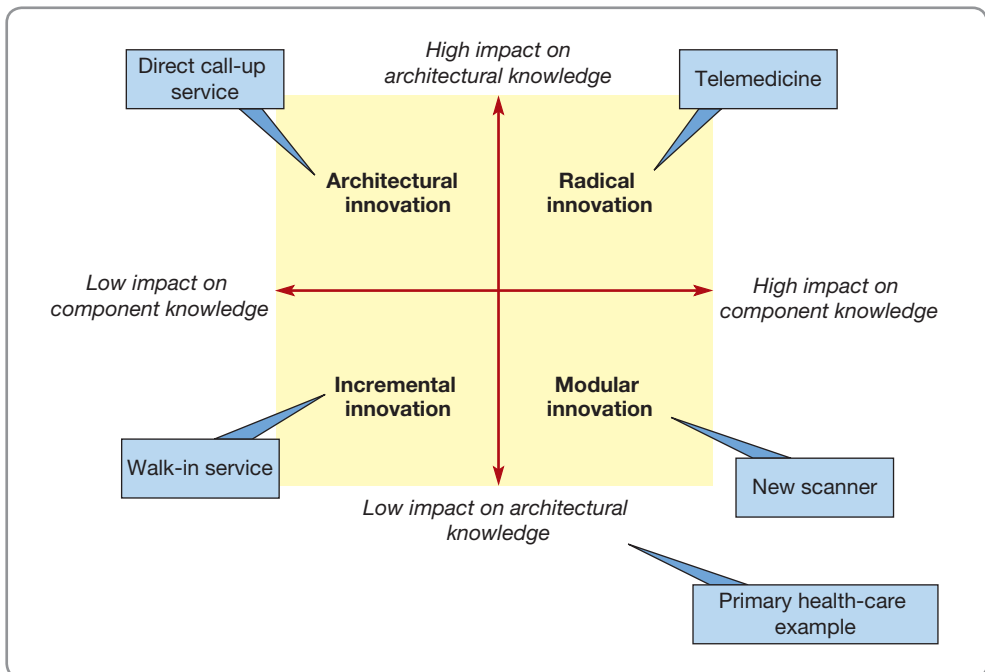 High impact on
architectural knowledge
Direct call-up
service
Telemedicine
Architectural
innovation
Radical
innovation
Low impact on
component knowledge
High impact on
component knowledge
Incremental
innovation
Modular
innovation
Walk-in service
New scanner
Low impact on architectural
knowledge
Primary health-care
example